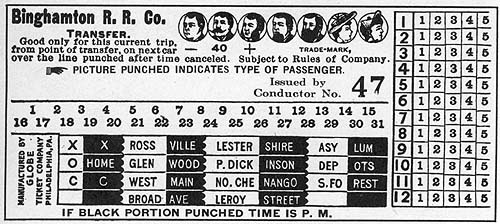 Binghamton R. R. Co.
TRANSFER.
Good only for this current trip,
from point of transfer, on next car
over the line punched after time canceled.
— 40 +
TRADE-MARK,
Subject to Rules of Company.
PICTURE PUNCHED INDICATES TYPE OF PASSENGER.
Issued by
Conductor No. 47
1 2 3 4 5 6 7 8 9 10 11 12 13 14 15
16 17 18 19 20 21 22 23 24 25 26 27 28 29 30 31
MANUFACTURED BY
GLOBE
TICKET COMPANY
PHILADELPHIA, PA.
X X ROSS VILLE LESTER SHIRE ASY LUM
O HOME GLEN WOOD P. DICK INSON DEP OTS
C C WEST MAIN NO. CHE NANGO S. FO REST
BROAD AVE LEROY STREET
IF BLACK PORTION PUNCHED TIME IS P. M.
1 1 2 3 4 5
2 1 2 3 4 5
3 1 2 3 4 5
4 1 2 3 4 5
5 1 2 3 4 5
6 1 2 3 4 5
7 1 2 3 4 5
8 1 2 3 4 5
9 1 2 3 4 5
10 1 2 3 4 5
11 1 2 3 4 5
12 1 2 3 4 5